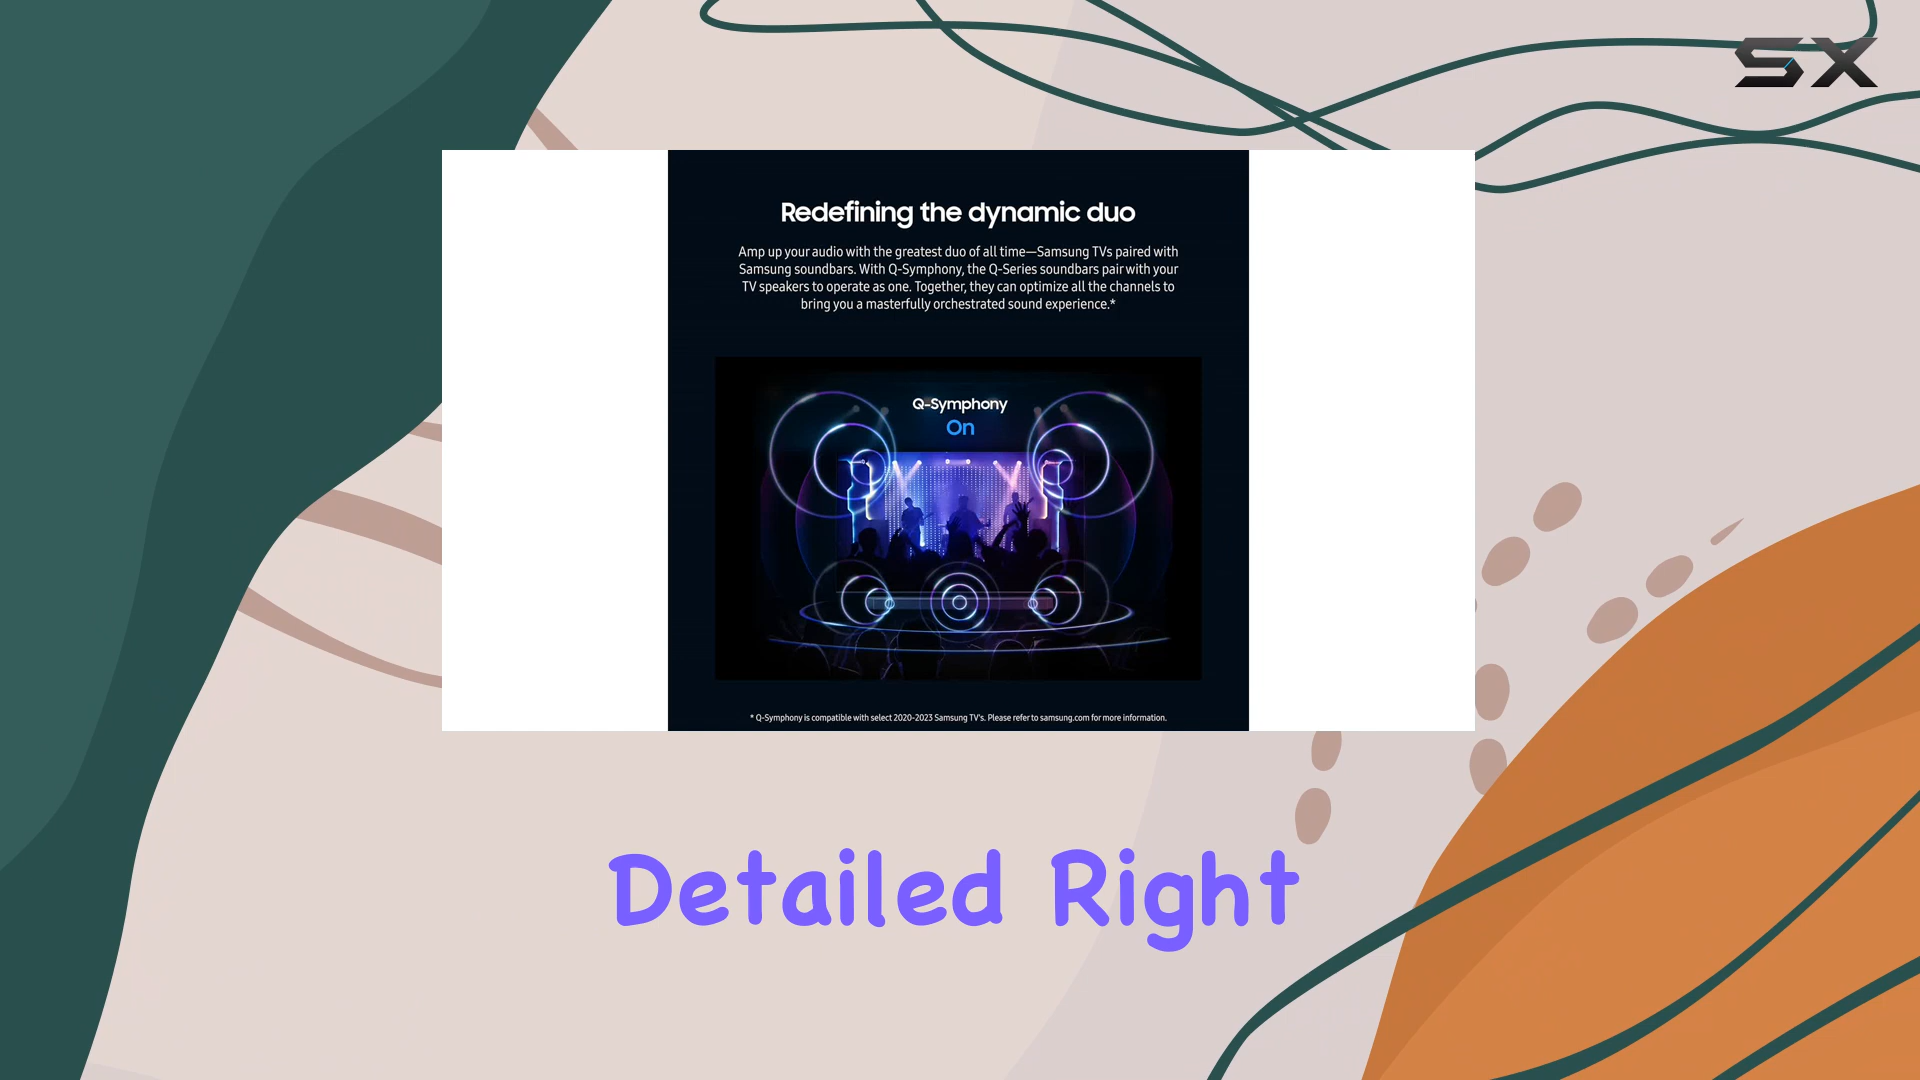 SX
Redefining the dynamic duo
Amp up your audio with the greatest duo of all time—Samsung TVs paired with
Samsung soundbars. With Q-Symphony, the Q-Series soundbars pair with your
TV speakers to operate as one. Together, they can optimize all the channels to
bring you a masterfully orchestrated sound experience.*
Q-Symphony
On
* Q-Symphony is compatible with select 2020-2023 Samsung TV's. Please refer to samsung.com for more information.
Detailed Right